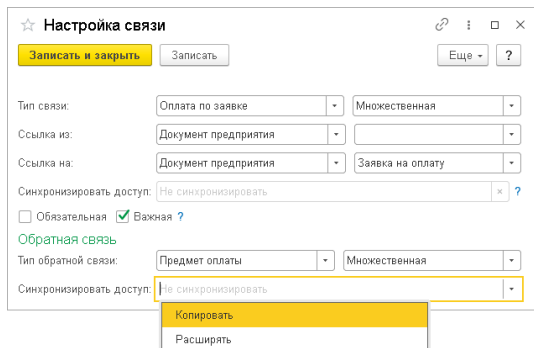 Настройка связи
Записать и закрыть Записать Еще ?
Тип связи: Оплата по заявке Множественная
Ссылка из: Документ предприятия
Ссылка на: Документ предприятия Заявка на оплату
Синхронизировать доступ: Не синхронизировать × ?
Обязательная Важная ?
Обратная связь
Тип обратной связи: Предмет оплаты Множественная
Синхронизировать доступ: Не синхронизировать
Копировать
Расширять